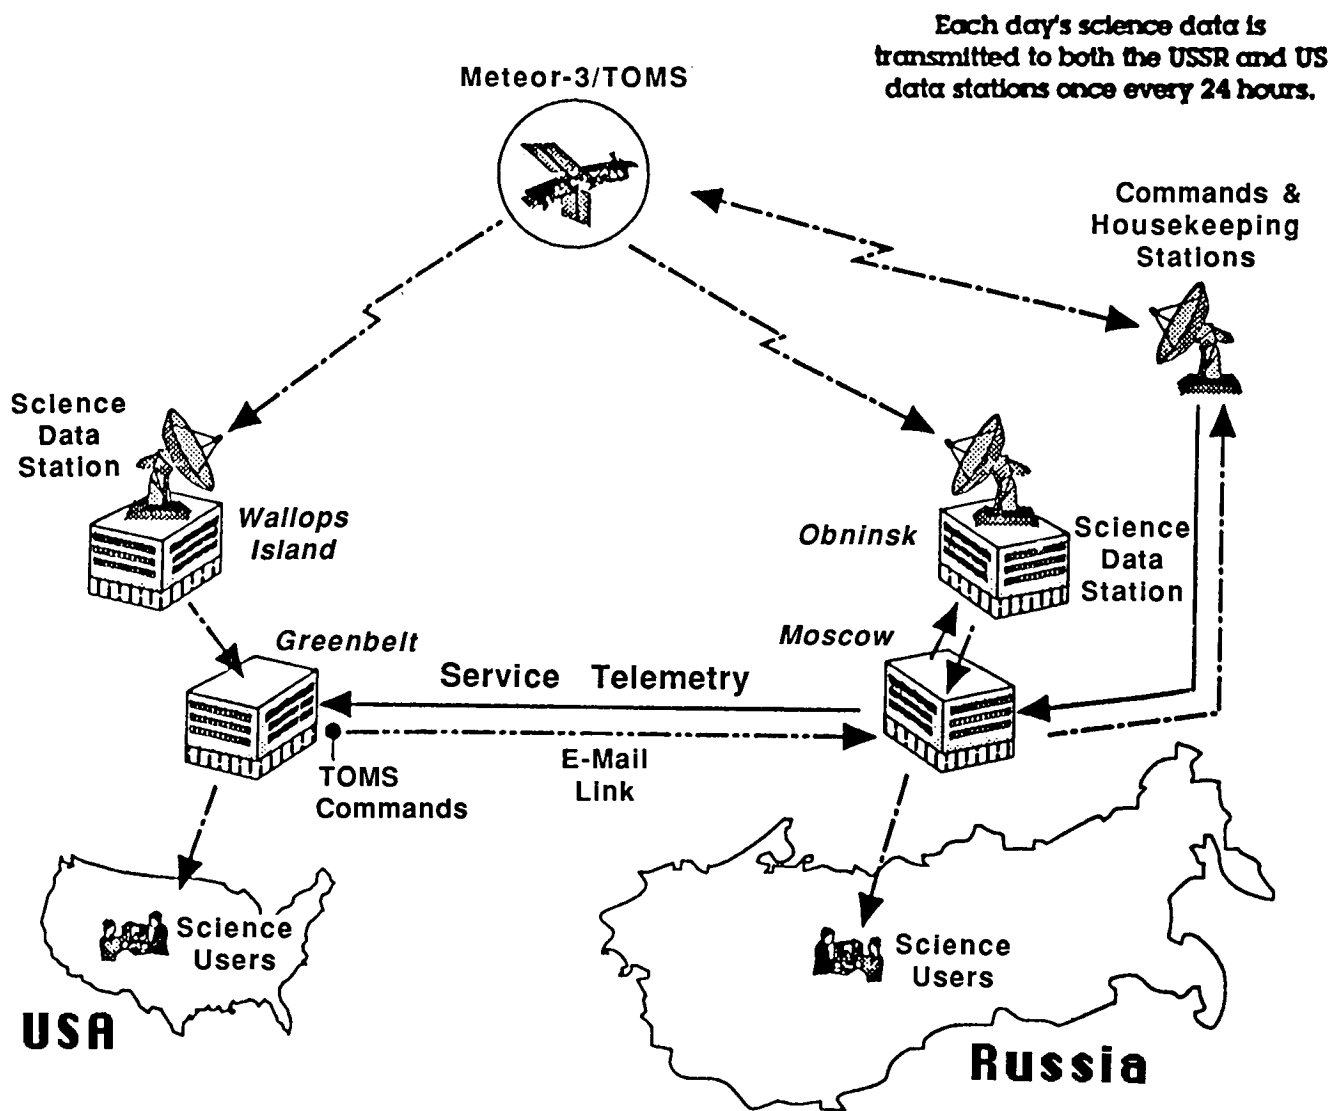 Each day's science data is
transmitted to both the USSR and US
data stations once every 24 hours.
Meteor-3/TOMS
Commands &
Housekeeping
Stations
Science
Data
Station
Wallops
Island
Obninsk
Science
Data
Station
Greenbelt
Moscow
Service Telemetry
E-Mail
Link
TOMS
Commands
Science
Users
USA
Science
Users
Russia